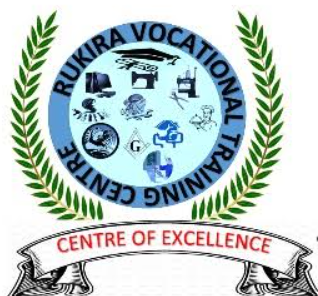 RUKIRA VOCATIONAL TRAINING CENTRE
G
CENTRE OF EXCELLENCE